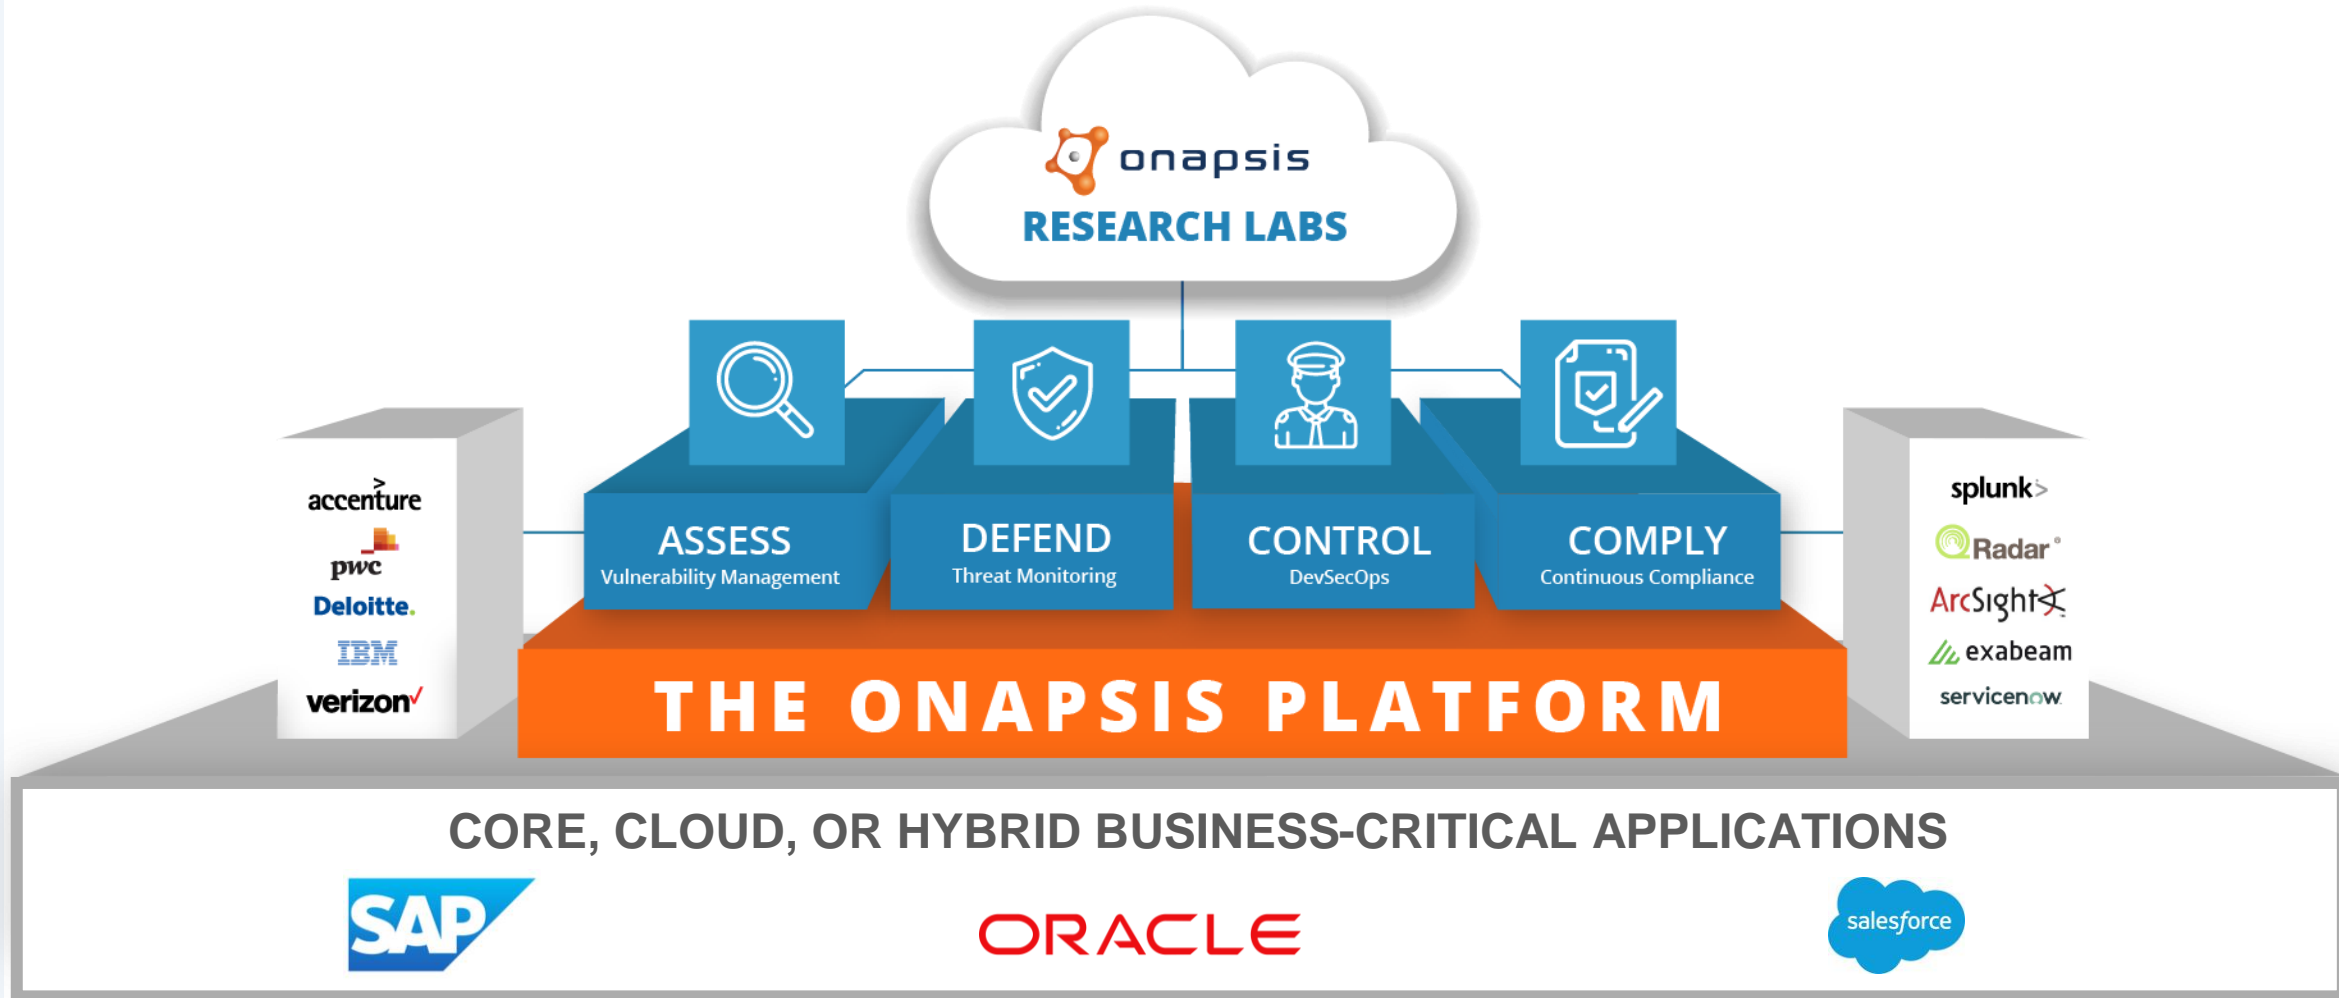 onapsis
RESEARCH LABS
accenture
pwc
Deloitte.
IBM
verizon
ASSESS
Vulnerability Management
DEFEND
Threat Monitoring
CONTROL
DevSecOps
COMPLY
Continuous Compliance
splunk>
QRadar®
ArcSight
exabeam
servicenow
THE ONAPSIS PLATFORM
CORE, CLOUD, OR HYBRID BUSINESS-CRITICAL APPLICATIONS
SAP
ORACLE
salesforce